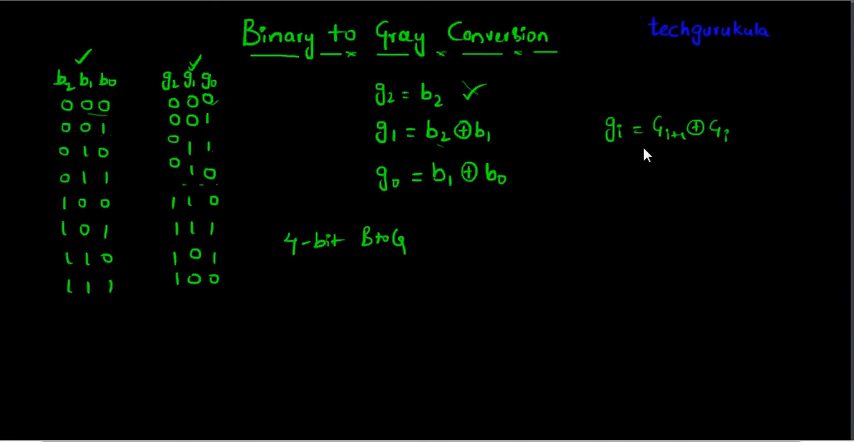 Binary to Gray Conversion
techgurukula
b₂ b₁ b₀ g₂ g₁ g₀
0 0 0 0 0 0
0 0 1 0 0 1
0 1 0 0 1 1
0 1 1 0 1 0
1 0 0 1 1 0
1 0 1 1 1 1
1 1 0 1 0 1
1 1 1 1 0 0
g₂ = b₂
g₁ = b₂ ⊕ b₁
g₀ = b₁ ⊕ b₀
gᵢ = Gᵢ₊₁ ⊕ Gᵢ
4-bit BtoG